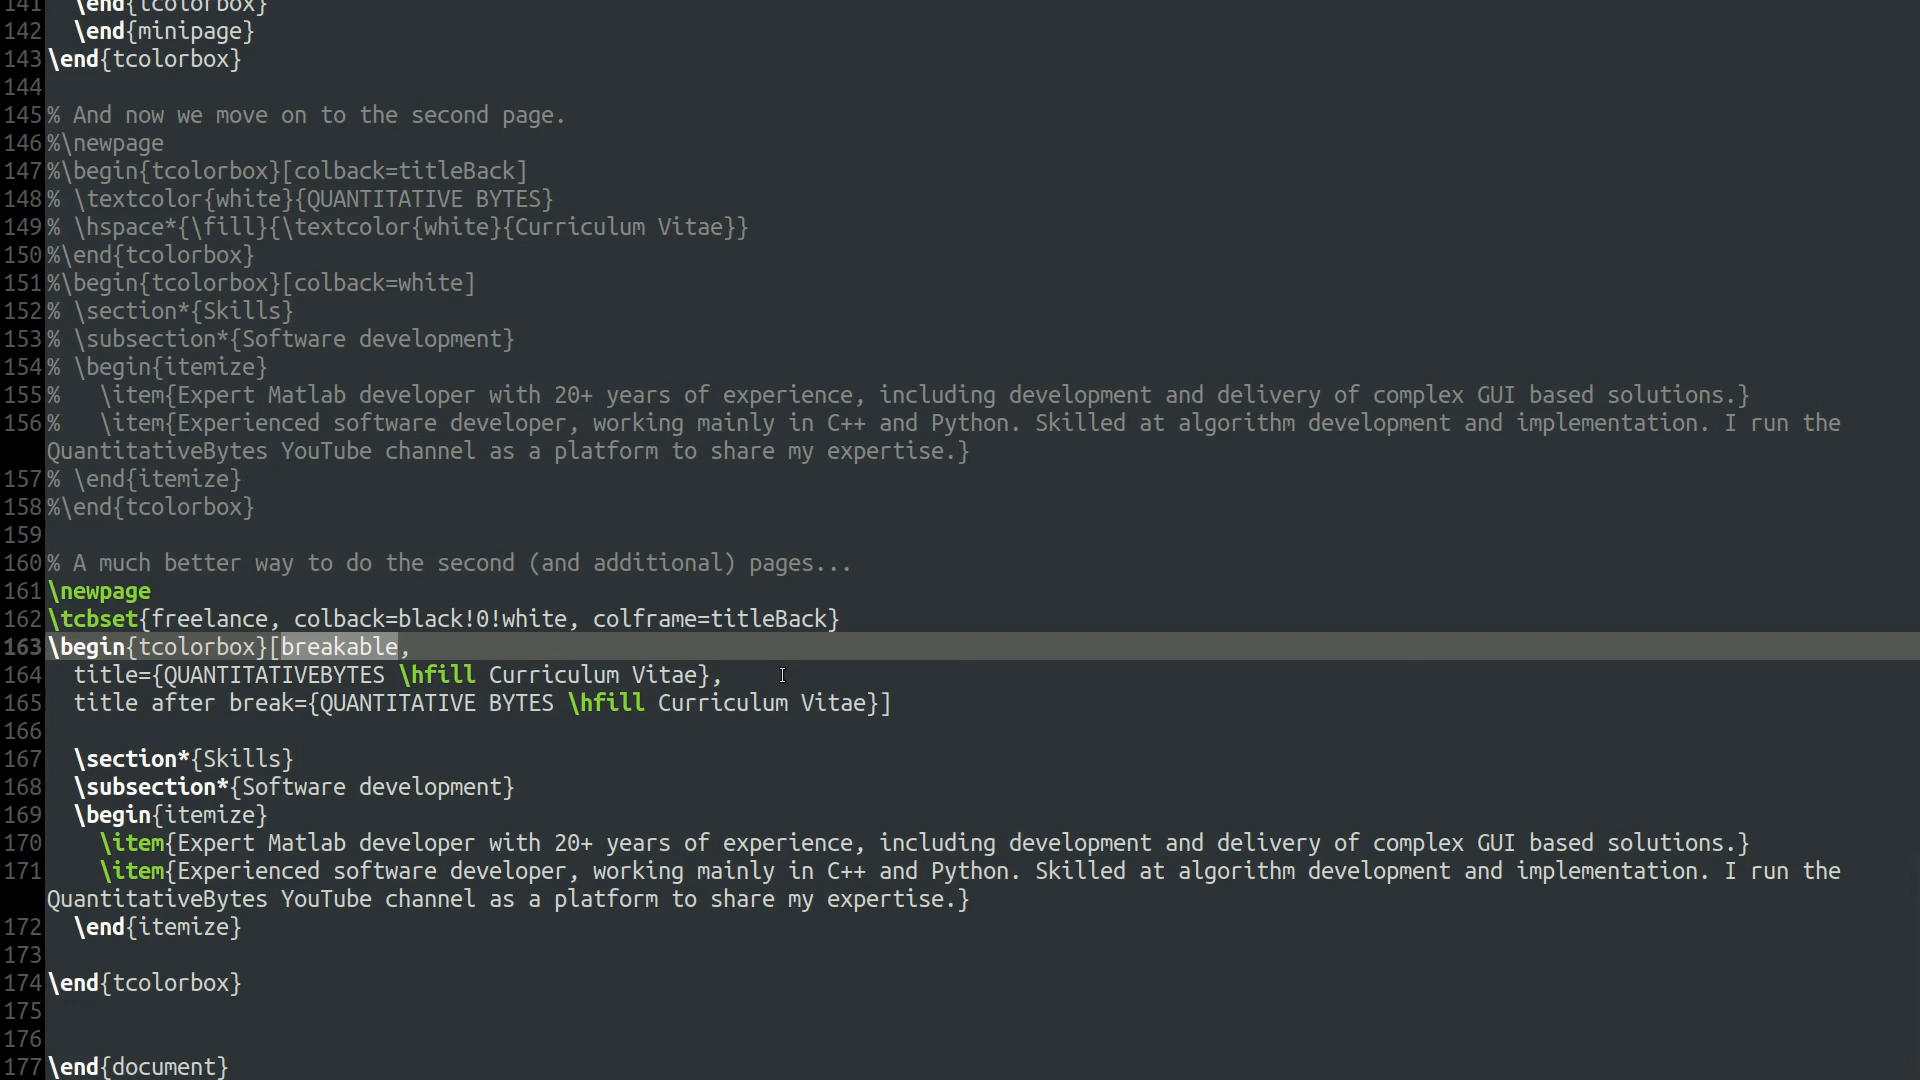 141 \end{tcolorbox}
142 \end{minipage}
143 \end{tcolorbox}
144
145 % And now we move on to the second page.
146 %\newpage
147 %\begin{tcolorbox}[colback=titleBack]
148 % \textcolor{white}{QUANTITATIVE BYTES}
149 % \hspace*{\fill}{\textcolor{white}{Curriculum Vitae}}
150 %\end{tcolorbox}
151 %\begin{tcolorbox}[colback=white]
152 % \section*{Skills}
153 % \subsection*{Software development}
154 % \begin{itemize}
155 %   \item{Expert Matlab developer with 20+ years of experience, including development and delivery of complex GUI based solutions.}
156 %   \item{Experienced software developer, working mainly in C++ and Python. Skilled at algorithm development and implementation. I run the
QuantitativeBytes YouTube channel as a platform to share my expertise.}
157 % \end{itemize}
158 %\end{tcolorbox}
159
160 % A much better way to do the second (and additional) pages...
161 \newpage
162 \tcbset{freelance, colback=black!0!white, colframe=titleBack}
163 \begin{tcolorbox}[breakable,
164   title={QUANTITATIVEBYTES \hfill Curriculum Vitae},
165   title after break={QUANTITATIVE BYTES \hfill Curriculum Vitae}]
166
167   \section*{Skills}
168   \subsection*{Software development}
169   \begin{itemize}
170     \item{Expert Matlab developer with 20+ years of experience, including development and delivery of complex GUI based solutions.}
171     \item{Experienced software developer, working mainly in C++ and Python. Skilled at algorithm development and implementation. I run the
QuantitativeBytes YouTube channel as a platform to share my expertise.}
172   \end{itemize}
173
174 \end{tcolorbox}
175
176
177 \end{document}